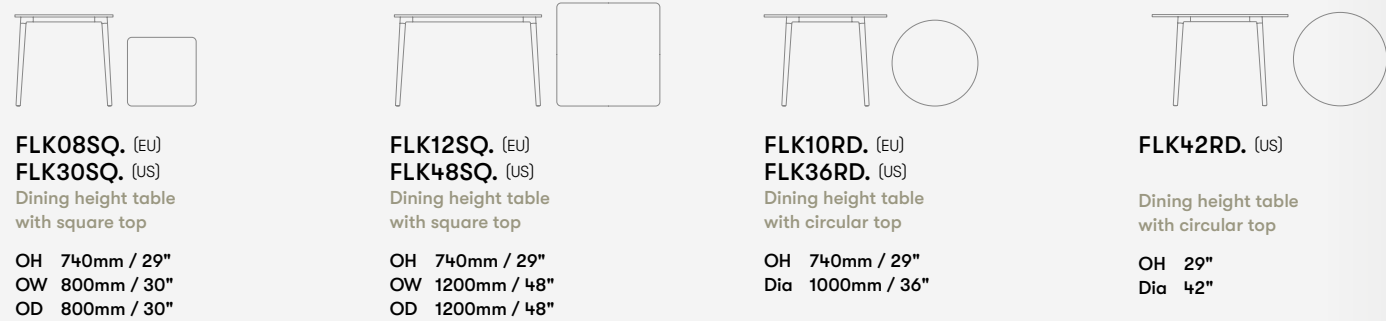 FLK08SQ. (EU)
FLK30SQ. (US)
Dining height table
with square top
OH 740mm / 29"
OW 800mm / 30"
OD 800mm / 30"
FLK12SQ. (EU)
FLK48SQ. (US)
Dining height table
with square top
OH 740mm / 29"
OW 1200mm / 48"
OD 1200mm / 48"
FLK10RD. (EU)
FLK36RD. (US)
Dining height table
with circular top
OH 740mm / 29"
Dia 1000mm / 36"
FLK42RD. (US)
Dining height table
with circular top
OH 29"
Dia 42"